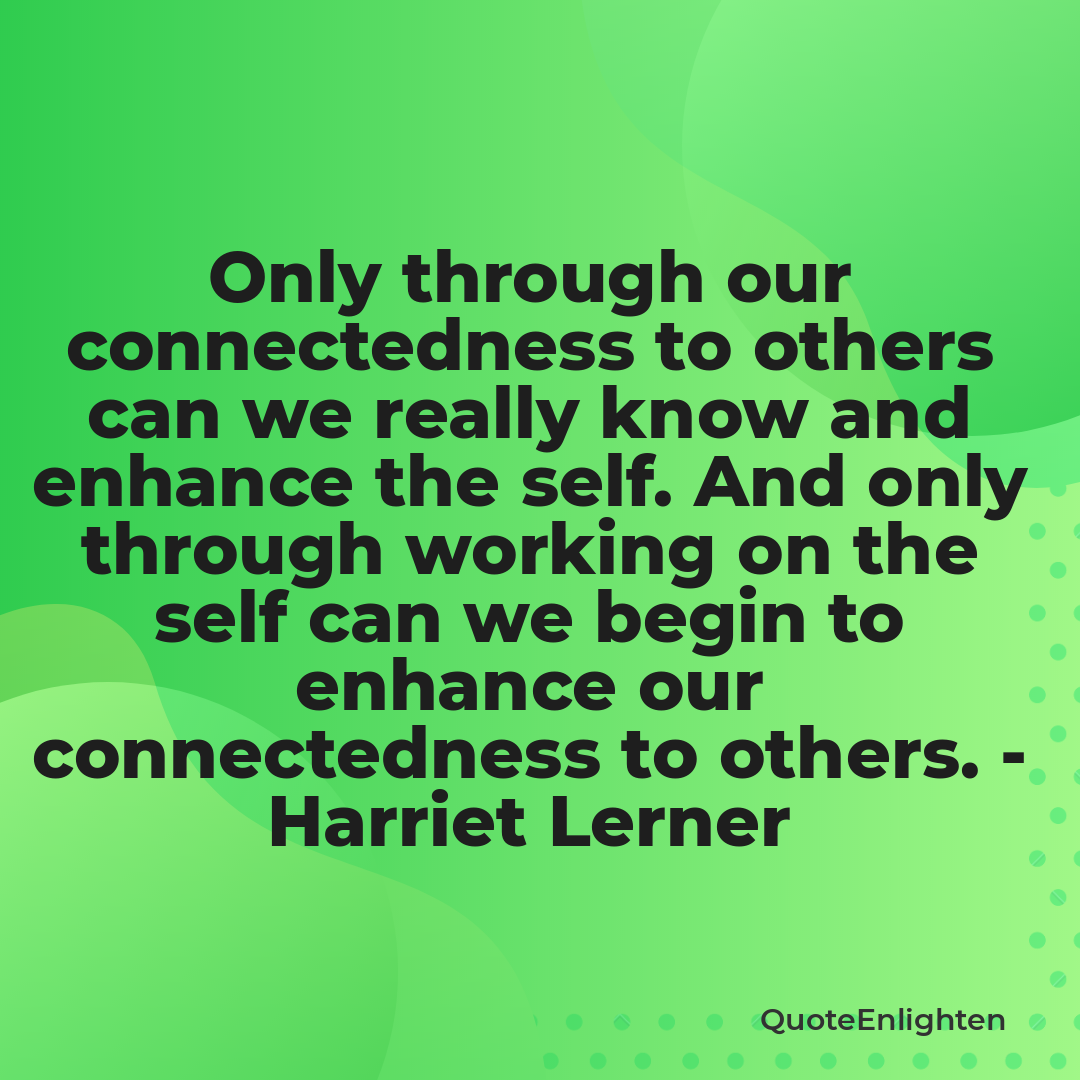 Only through our
connectedness to others
can we really know and
enhance the self. And only
through working on the
self can we begin to
enhance our
connectedness to others. -
Harriet Lerner
QuoteEnlighten